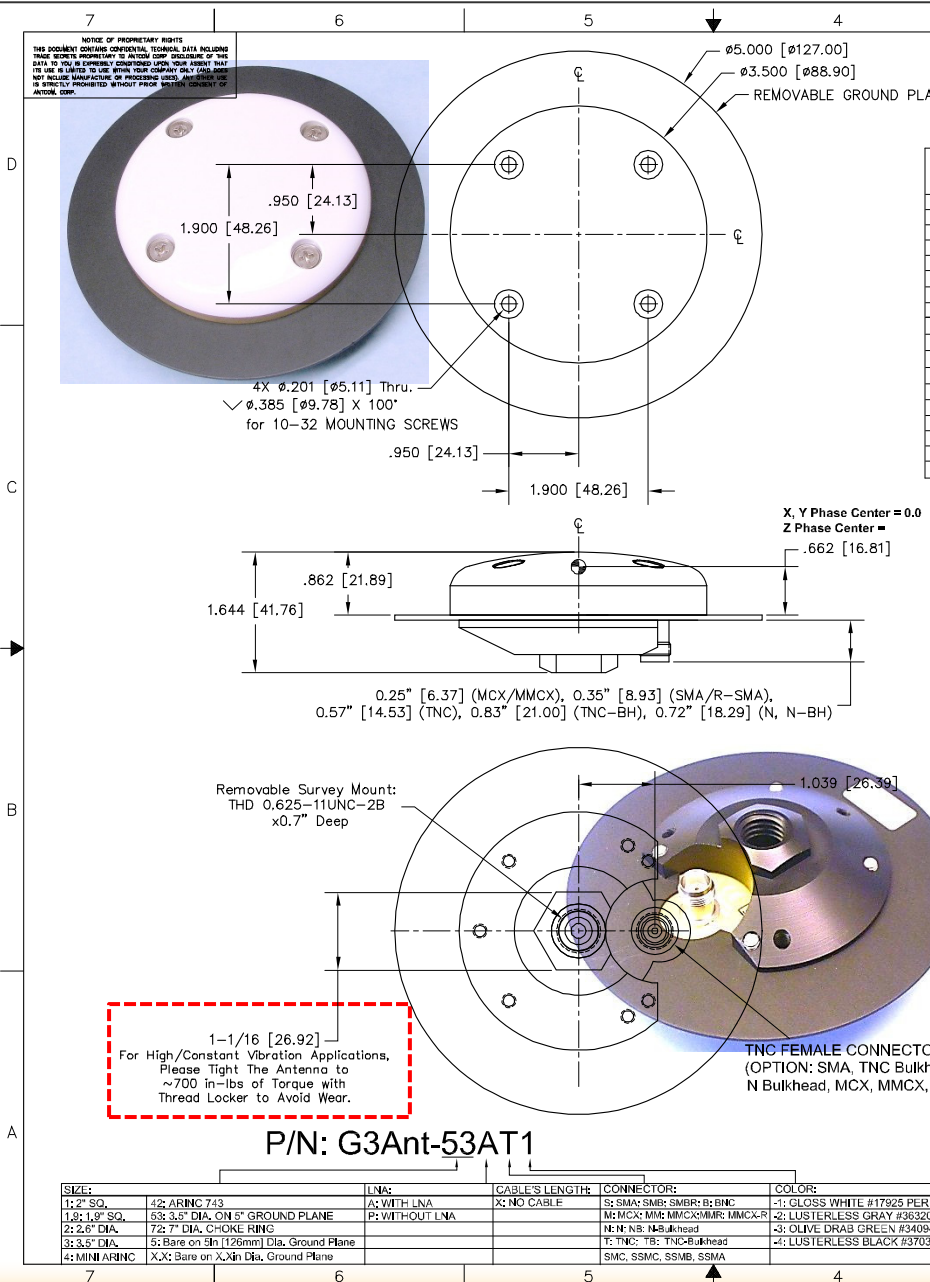 7 6 5 4
NOTICE OF PROPRIETARY RIGHTS
THIS DOCUMENT CONTAINS CONFIDENTIAL TECHNICAL DATA INCLUDING
TRADE SECRETS PROPRIETARY TO ANTCOM CORP. DISCLOSURE OF THIS
DATA TO YOU IS EXPRESSLY CONDITIONED UPON YOUR ASSENT THAT
ITS USE IS LIMITED TO USE WITHIN YOUR COMPANY ONLY (AND DOES
NOT INCLUDE MANUFACTURE OR PROCESSING USES). ANY OTHER USE
IS STRICTLY PROHIBITED WITHOUT PRIOR WRITTEN CONSENT OF
ANTCOM CORP.
ø5.000 [ø127.00]
ø3.500 [ø88.90]
REMOVABLE GROUND PLA
D
.950 [24.13]
1.900 [48.26]
4X ø.201 [ø5.11] Thru.
ø.385 [ø9.78] X 100°
for 10-32 MOUNTING SCREWS
.950 [24.13]
C
1.900 [48.26]
X, Y Phase Center = 0.0
Z Phase Center =
.662 [16.81]
.862 [21.89]
1.644 [41.76]
0.25" [6.37] (MCX/MMCX), 0.35" [8.93] (SMA/R-SMA),
0.57" [14.53] (TNC), 0.83" [21.00] (TNC-BH), 0.72" [18.29] (N, N-BH)
1.039 [26.39]
Removable Survey Mount:
THD 0.625-11UNC-2B
x0.7" Deep
B
1-1/16 [26.92]
For High/Constant Vibration Applications,
Please Tight The Antenna to
~700 in-lbs of Torque with
Thread Locker to Avoid Wear.
TNC FEMALE CONNECTO
(OPTION: SMA, TNC Bulkh
N Bulkhead, MCX, MMCX,
A
P/N: G3Ant-53AT1
SIZE: LNA: CABLE'S LENGTH: CONNECTOR: COLOR:
1: 2" SQ. 42: ARINC 743 A: WITH LNA X: NO CABLE S: SMA; SMB; SMBR; B: BNC -1: GLOSS WHITE #17925 PER
1.9: 1.9" SQ. 53: 3.5" DIA. ON 5" GROUND PLANE P: WITHOUT LNA M: MCX; MM: MMCX;MMR: MMCX-R -2: LUSTERLESS GRAY #3632
2: 2.6" DIA. 72: 7" DIA. CHOKE RING N: N; NB: N-Bulkhead -3: OLIVE DRAB GREEN #3409
3: 3.5" DIA. 5: Bare on 5in [126mm] Dia. Ground Plane T: TNC; TB: TNC-Bulkhead -4: LUSTERLESS BLACK #3703
4: MINI ARINC X.X: Bare on X.Xin Dia. Ground Plane SMC, SSMC, SSMB, SSMA
7 6 5 4